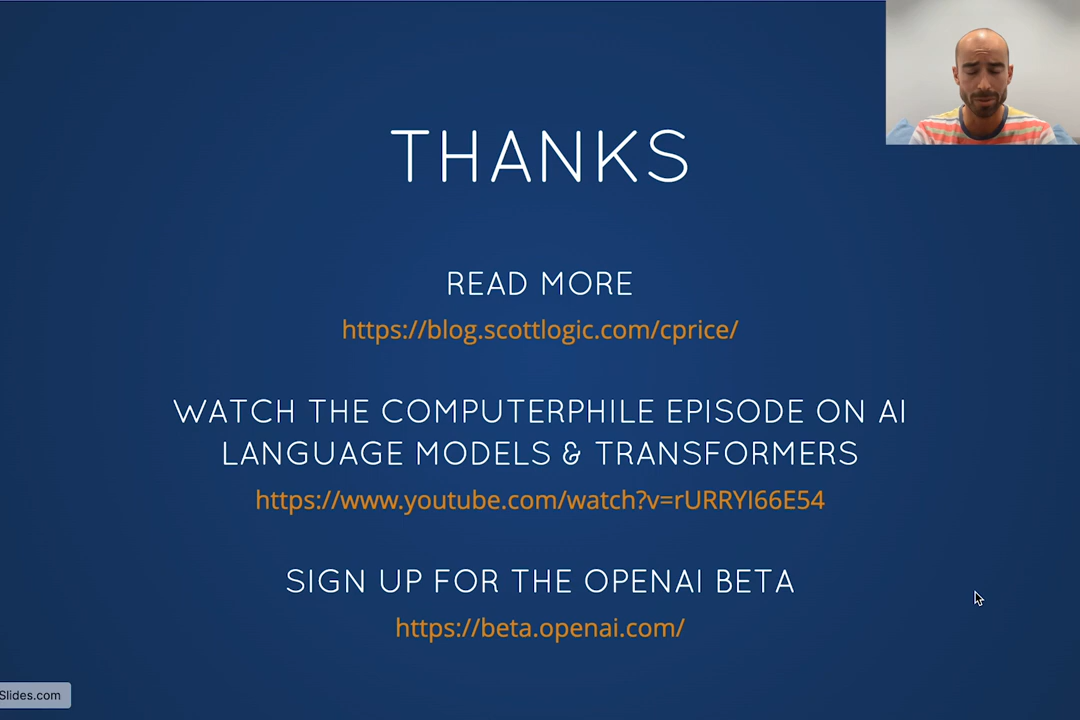 THANKS
READ MORE
https://blog.scottlogic.com/cprice/
WATCH THE COMPUTERPHILE EPISODE ON AI
LANGUAGE MODELS & TRANSFORMERS
https://www.youtube.com/watch?v=rURRYI66E54
SIGN UP FOR THE OPENAI BETA
https://beta.openai.com/
Slides.com